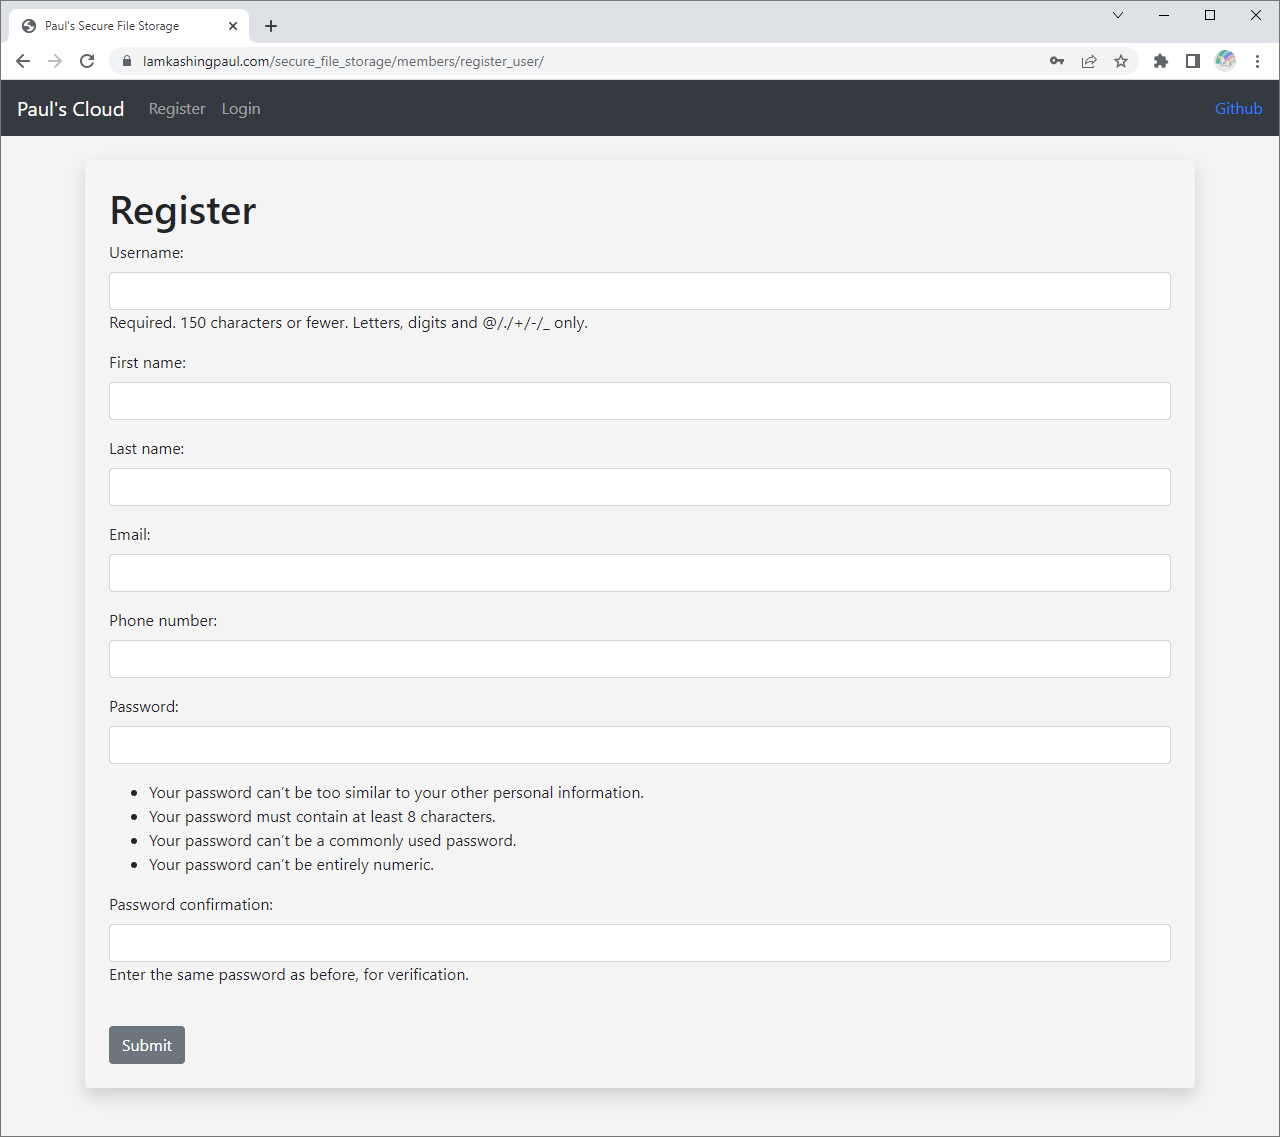 Paul's Secure File Storage
lamkashingpaul.com/secure_file_storage/members/register_user/
Paul's Cloud Register Login Github
Register
Username:
Required. 150 characters or fewer. Letters, digits and @/./+/-/_ only.
First name:
Last name:
Email:
Phone number:
Password:
Your password can't be too similar to your other personal information.
Your password must contain at least 8 characters.
Your password can't be a commonly used password.
Your password can't be entirely numeric.
Password confirmation:
Enter the same password as before, for verification.
Submit